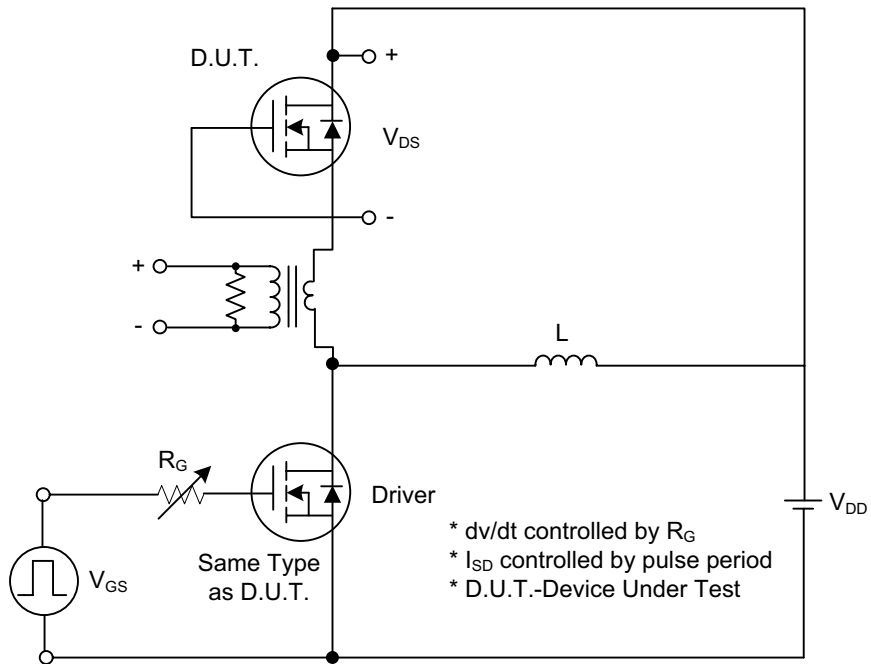 D.U.T.
+
V_DS
-
+
-
L
R_G
Driver
V_DD
V_GS
Same Type
as D.U.T.
* dv/dt controlled by R_G
* I_SD controlled by pulse period
* D.U.T.-Device Under Test